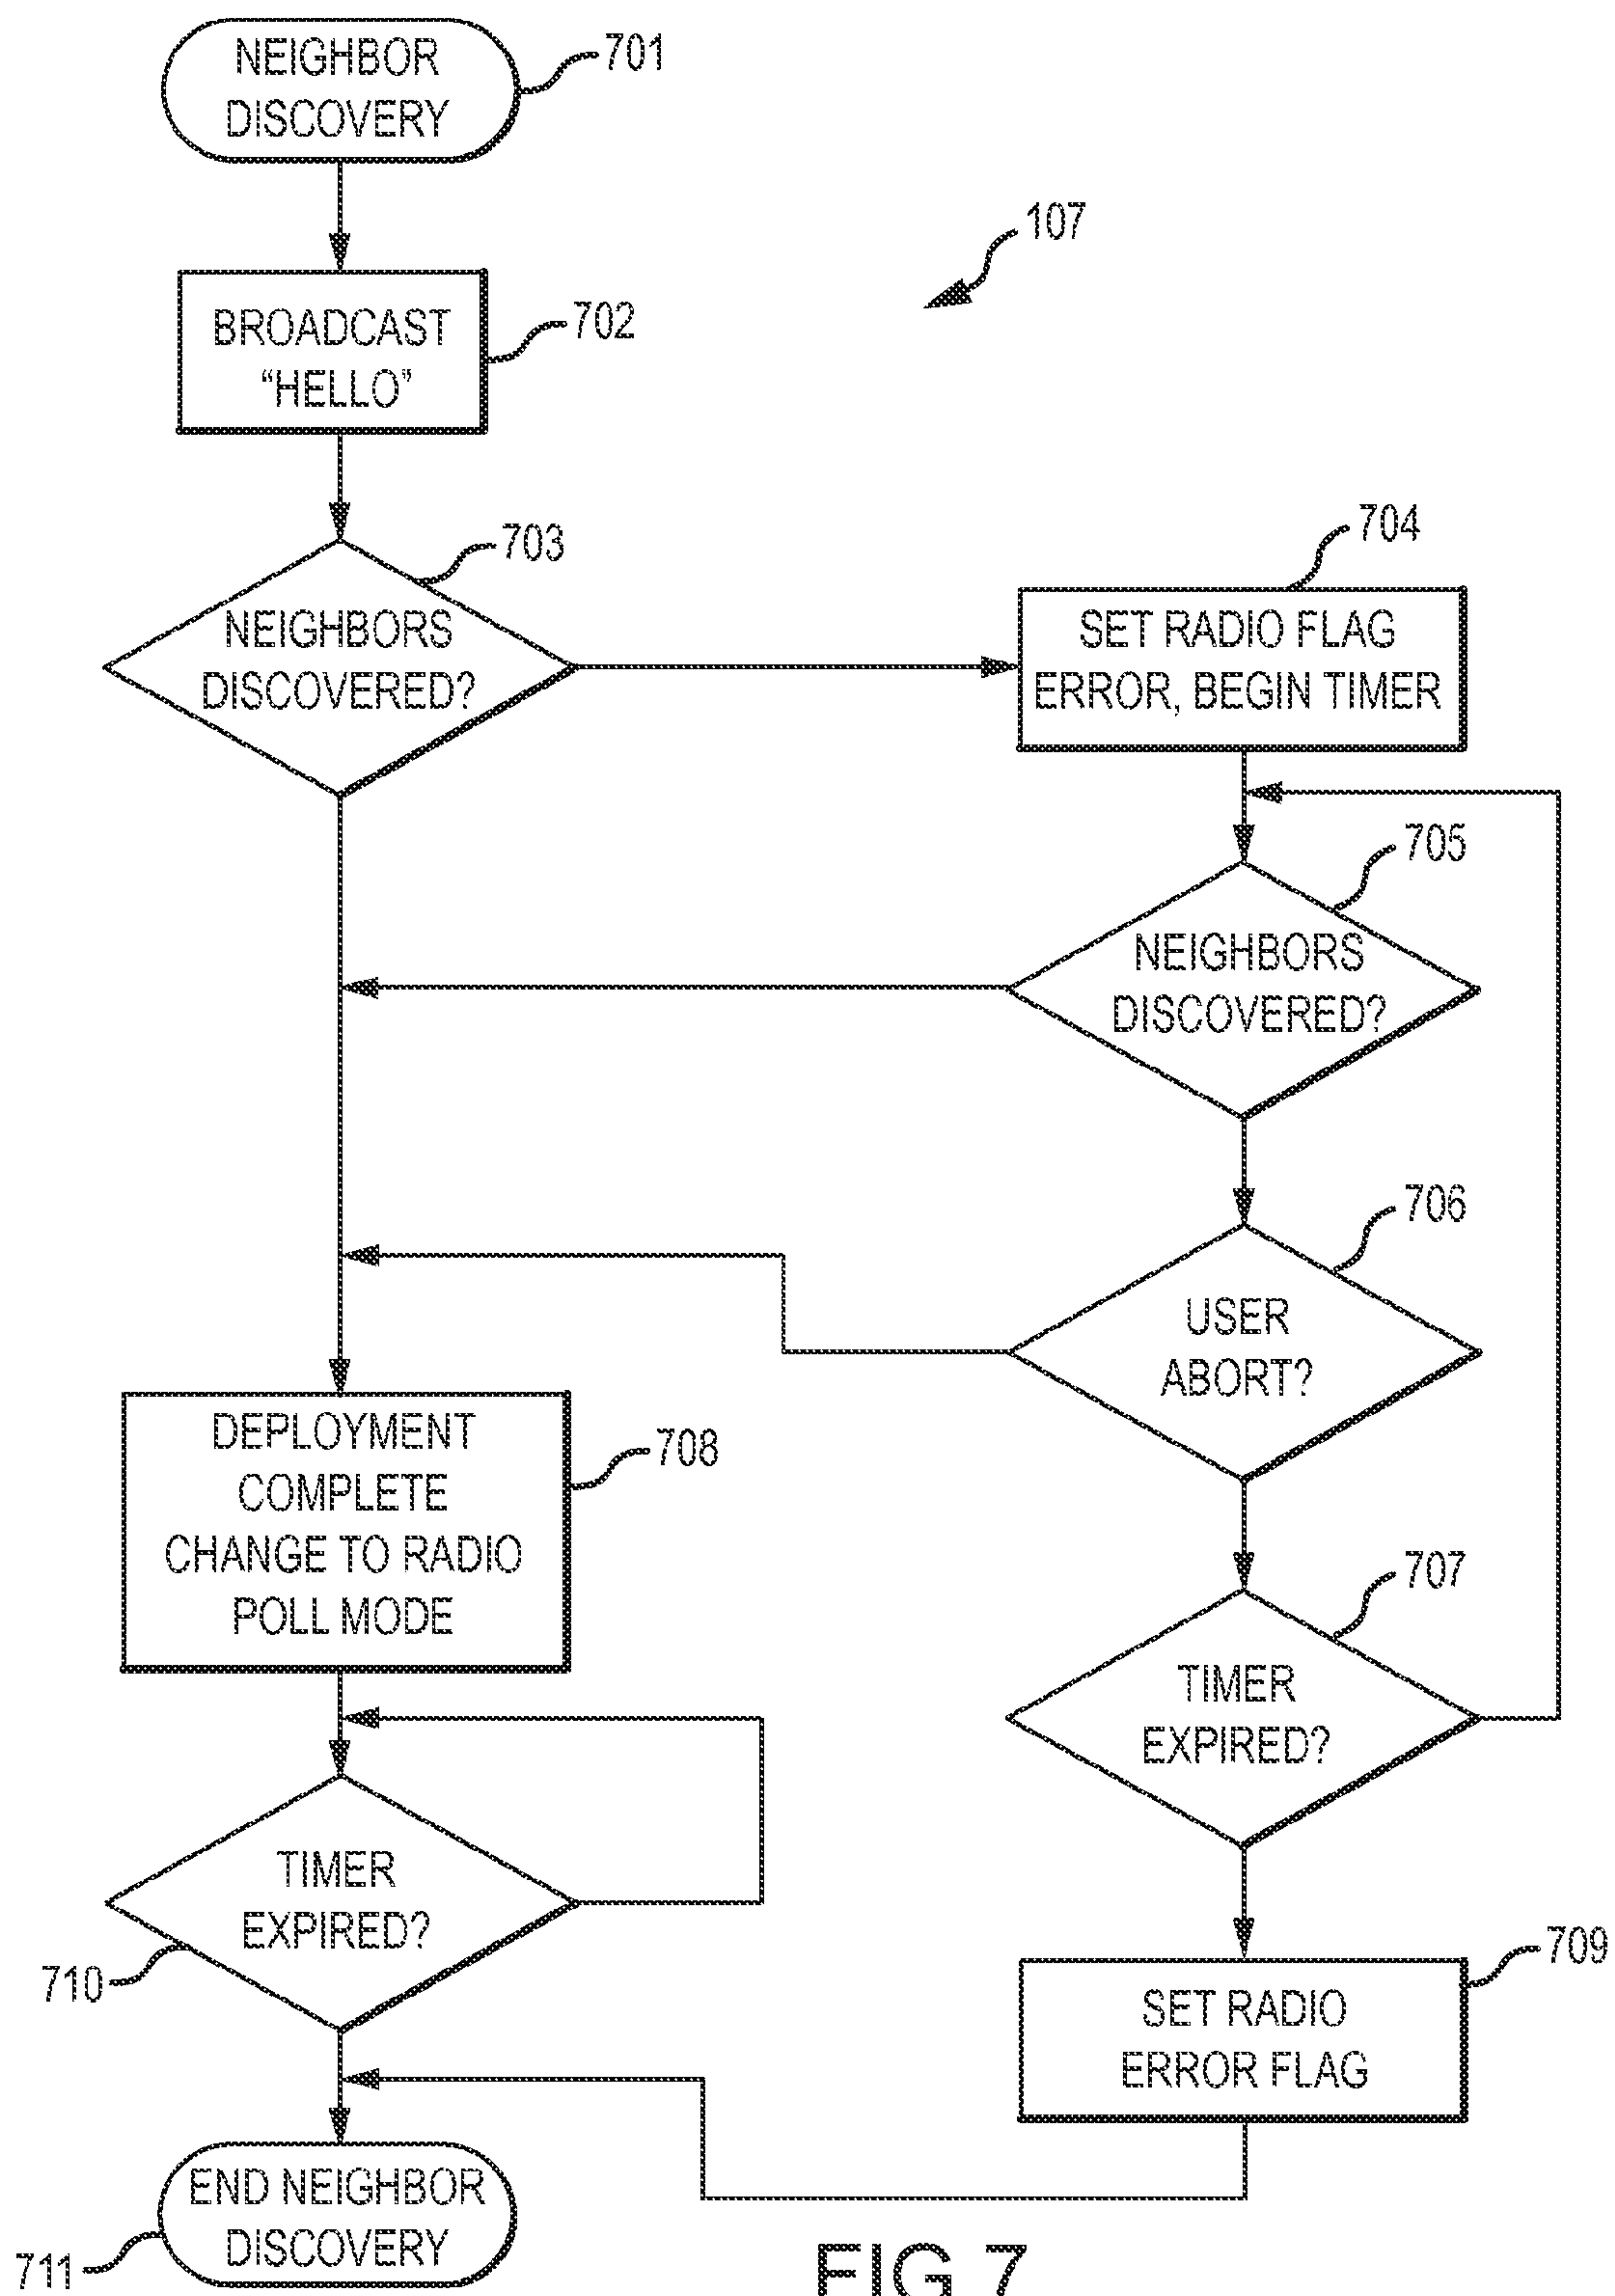 NEIGHBOR
DISCOVERY
701
107
BROADCAST
“HELLO”
702
NEIGHBORS
DISCOVERED?
703
704
SET RADIO FLAG
ERROR, BEGIN TIMER
705
NEIGHBORS
DISCOVERED?
706
USER
ABORT?
DEPLOYMENT
COMPLETE
CHANGE TO RADIO
POLL MODE
708
707
TIMER
EXPIRED?
TIMER
EXPIRED?
710
709
SET RADIO
ERROR FLAG
END NEIGHBOR
DISCOVERY
711
FIG 7